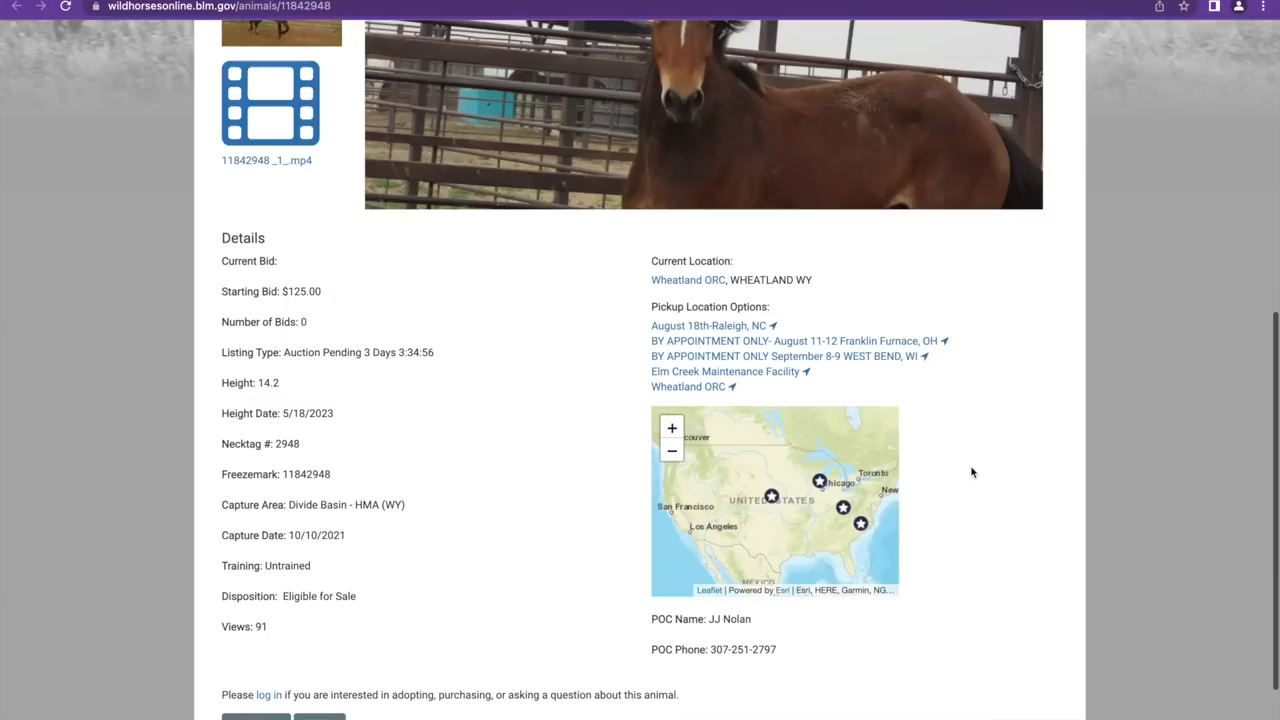 wildhorsesonline.blm.gov/animals/11842948
11842948 _1_.mp4
Details
Current Bid:
Starting Bid: $125.00
Number of Bids: 0
Listing Type: Auction Pending 3 Days 3:34:56
Height: 14.2
Height Date: 5/18/2023
Necktag #: 2948
Freezemark: 11842948
Capture Area: Divide Basin - HMA (WY)
Capture Date: 10/10/2021
Training: Untrained
Disposition: Eligible for Sale
Views: 91
Current Location:
Wheatland ORC, WHEATLAND WY
Pickup Location Options:
August 18th-Raleigh, NC
BY APPOINTMENT ONLY- August 11-12 Franklin Furnace, OH
BY APPOINTMENT ONLY September 8-9 WEST BEND, WI
Elm Creek Maintenance Facility
Wheatland ORC
+
−
couver
Toronto
hicago
New
UNITED STATES
San Francisco
Los Angeles
MÉXICO
Leaflet | Powered by Esri | Esri, HERE, Garmin, NG...
POC Name: JJ Nolan
POC Phone: 307-251-2797
Please log in if you are interested in adopting, purchasing, or asking a question about this animal.